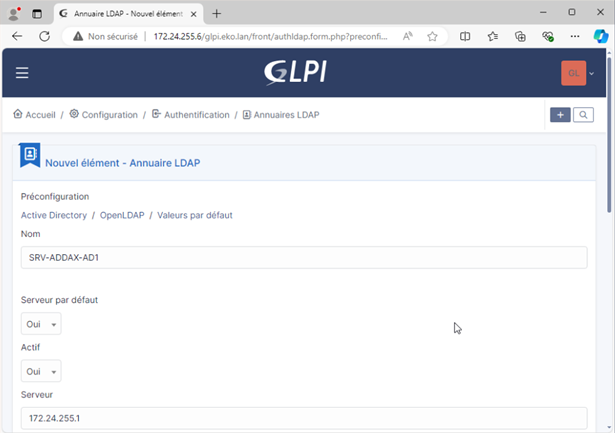 Annuaire LDAP - Nouvel élément
Non sécurisé | 172.24.255.6/glpi.eko.lan/front/authldap.form.php?preconfi...
GLPI
GL
Accueil / Configuration / Authentification / Annuaires LDAP
Nouvel élément - Annuaire LDAP
Préconfiguration
Active Directory / OpenLDAP / Valeurs par défaut
Nom
SRV-ADDAX-AD1
Serveur par défaut
Oui
Actif
Oui
Serveur
172.24.255.1